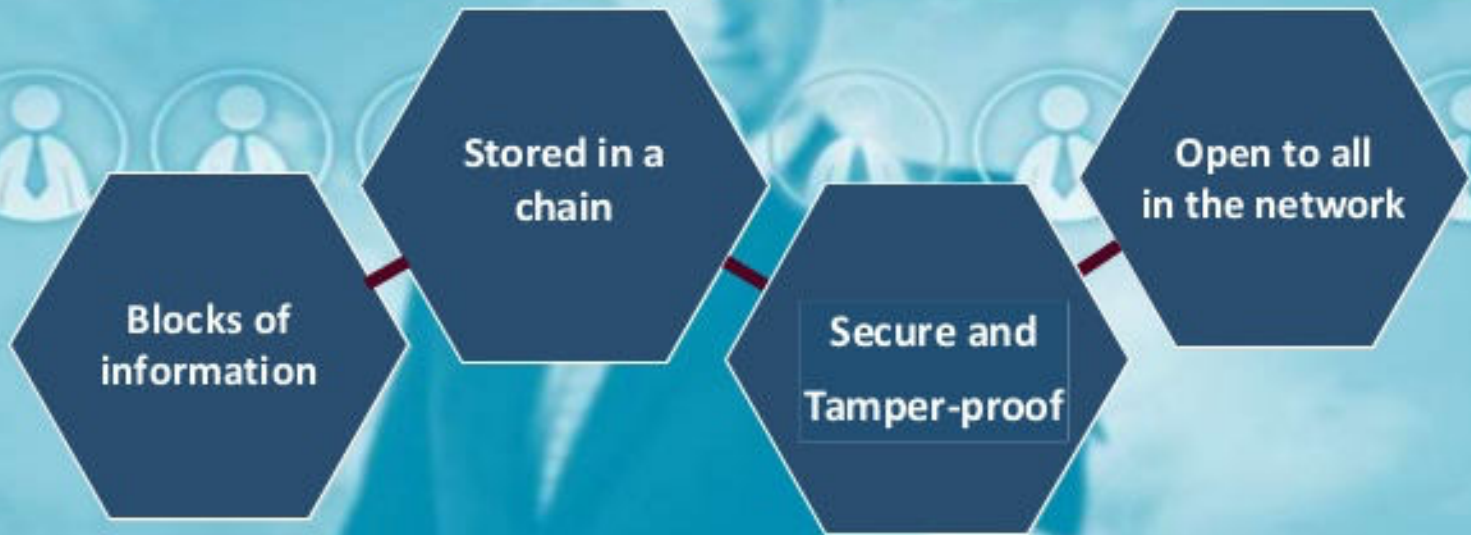 Blocks of
information
Stored in a
chain
Secure and
Tamper-proof
Open to all
in the network